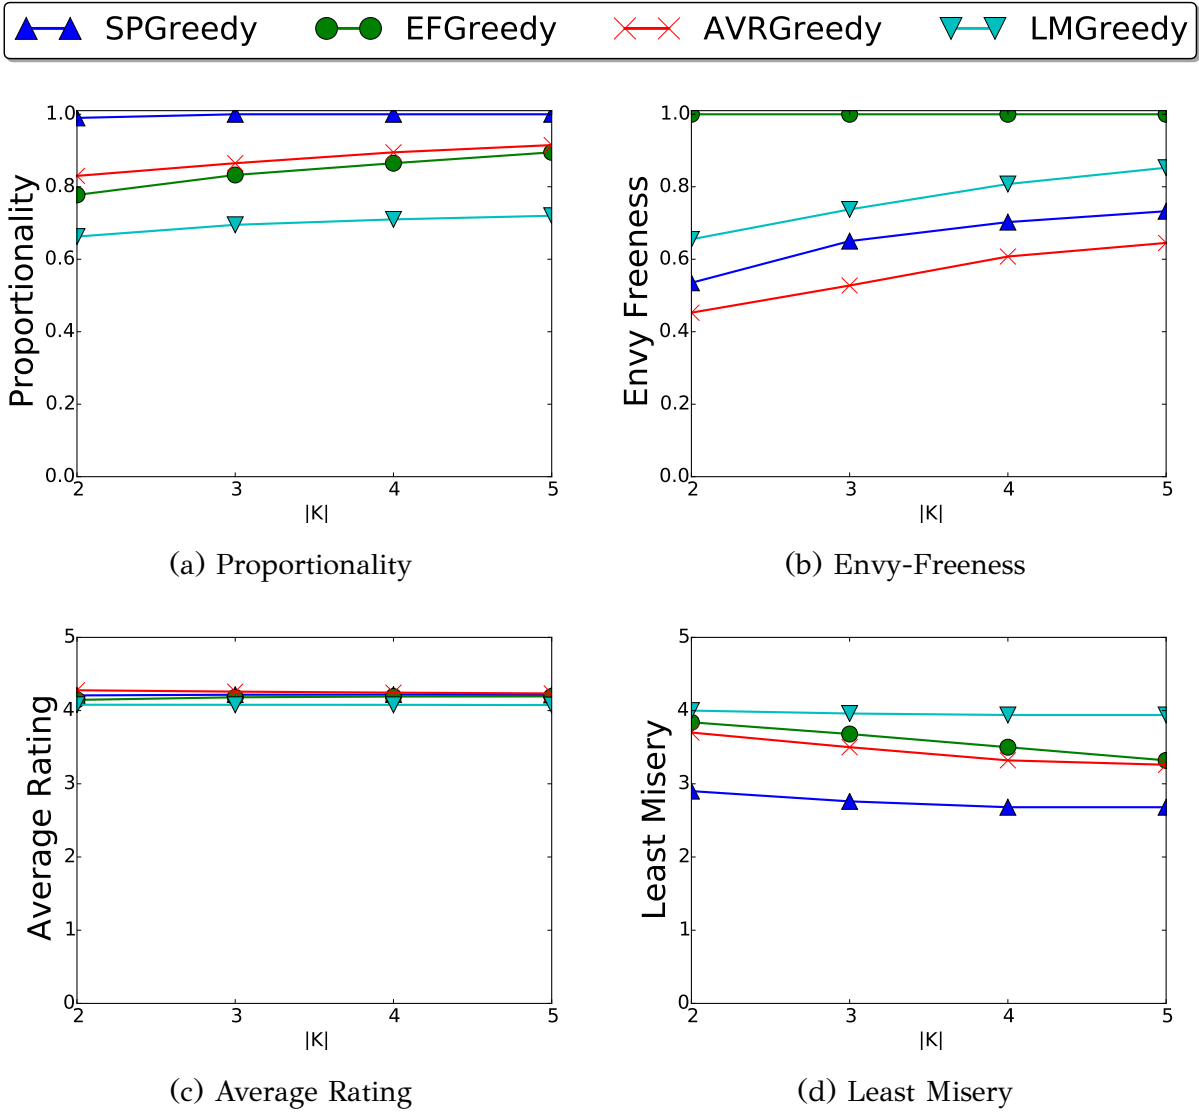 SPGreedy EFGreedy AVRGreedy LMGreedy
Proportionality
1.0
0.8
0.6
0.4
0.2
0.0
2 3 4 5
|K|
(a) Proportionality
Envy Freeness
1.0
0.8
0.6
0.4
0.2
0.0
2 3 4 5
|K|
(b) Envy-Freeness
Average Rating
5
4
3
2
1
0
2 3 4 5
|K|
(c) Average Rating
Least Misery
5
4
3
2
1
0
2 3 4 5
|K|
(d) Least Misery